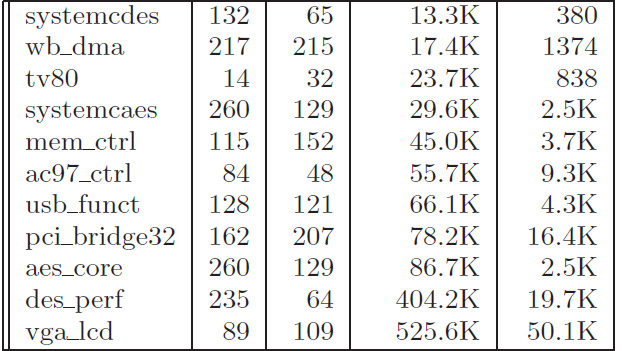 systemcdes 132 65 13.3K 380
wb_dma 217 215 17.4K 1374
tv80 14 32 23.7K 838
systemcaes 260 129 29.6K 2.5K
mem_ctrl 115 152 45.0K 3.7K
ac97_ctrl 84 48 55.7K 9.3K
usb_funct 128 121 66.1K 4.3K
pci_bridge32 162 207 78.2K 16.4K
aes_core 260 129 86.7K 2.5K
des_perf 235 64 404.2K 19.7K
vga_lcd 89 109 525.6K 50.1K